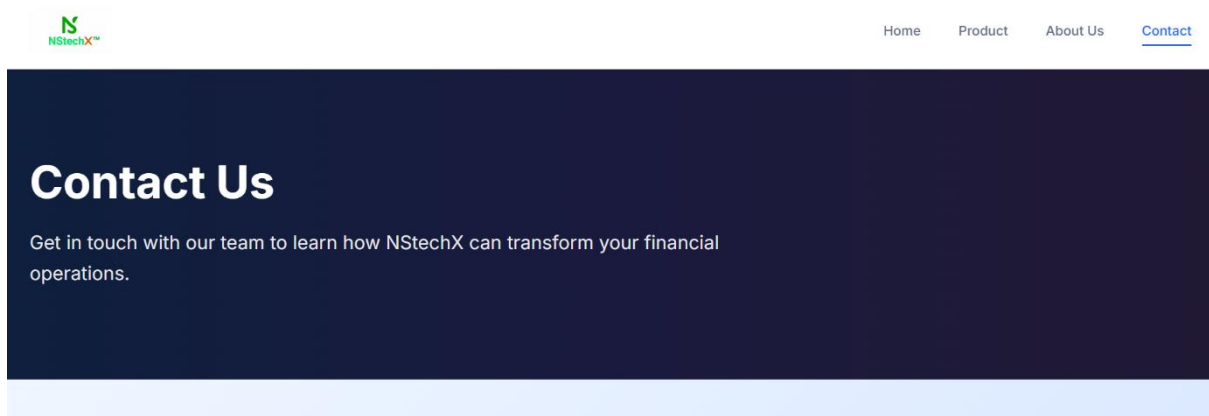 NS
NStechX™
Home Product About Us Contact
Contact Us
Get in touch with our team to learn how NStechX can transform your financial
operations.